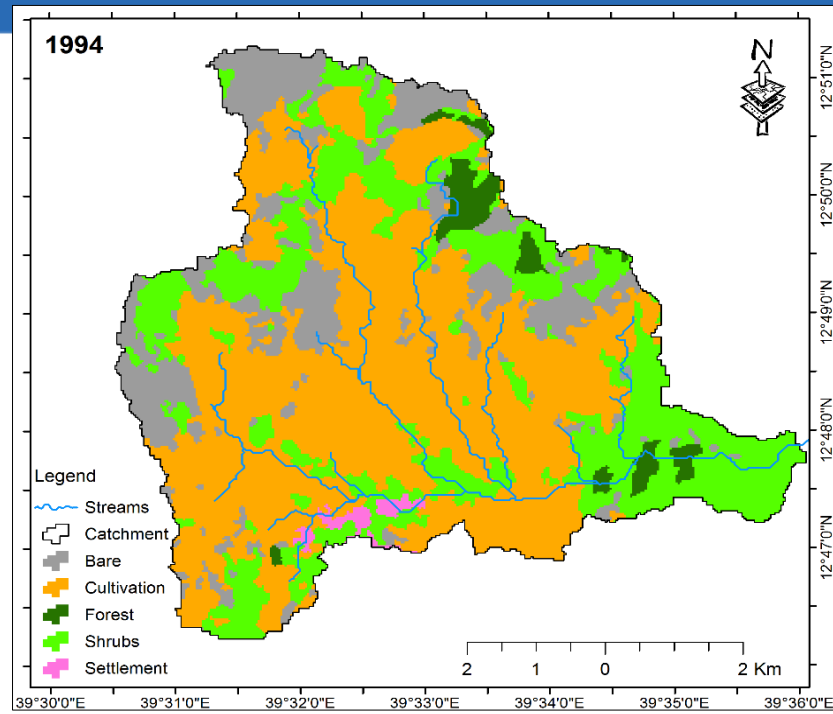 1994
N
12°51'0"N
12°50'0"N
12°49'0"N
12°48'0"N
12°47'0"N
Legend
Streams
Catchment
Bare
Cultivation
Forest
Shrubs
Settlement
2 1 0 2 Km
39°30'0"E 39°31'0"E 39°32'0"E 39°33'0"E 39°34'0"E 39°35'0"E 39°36'0"E